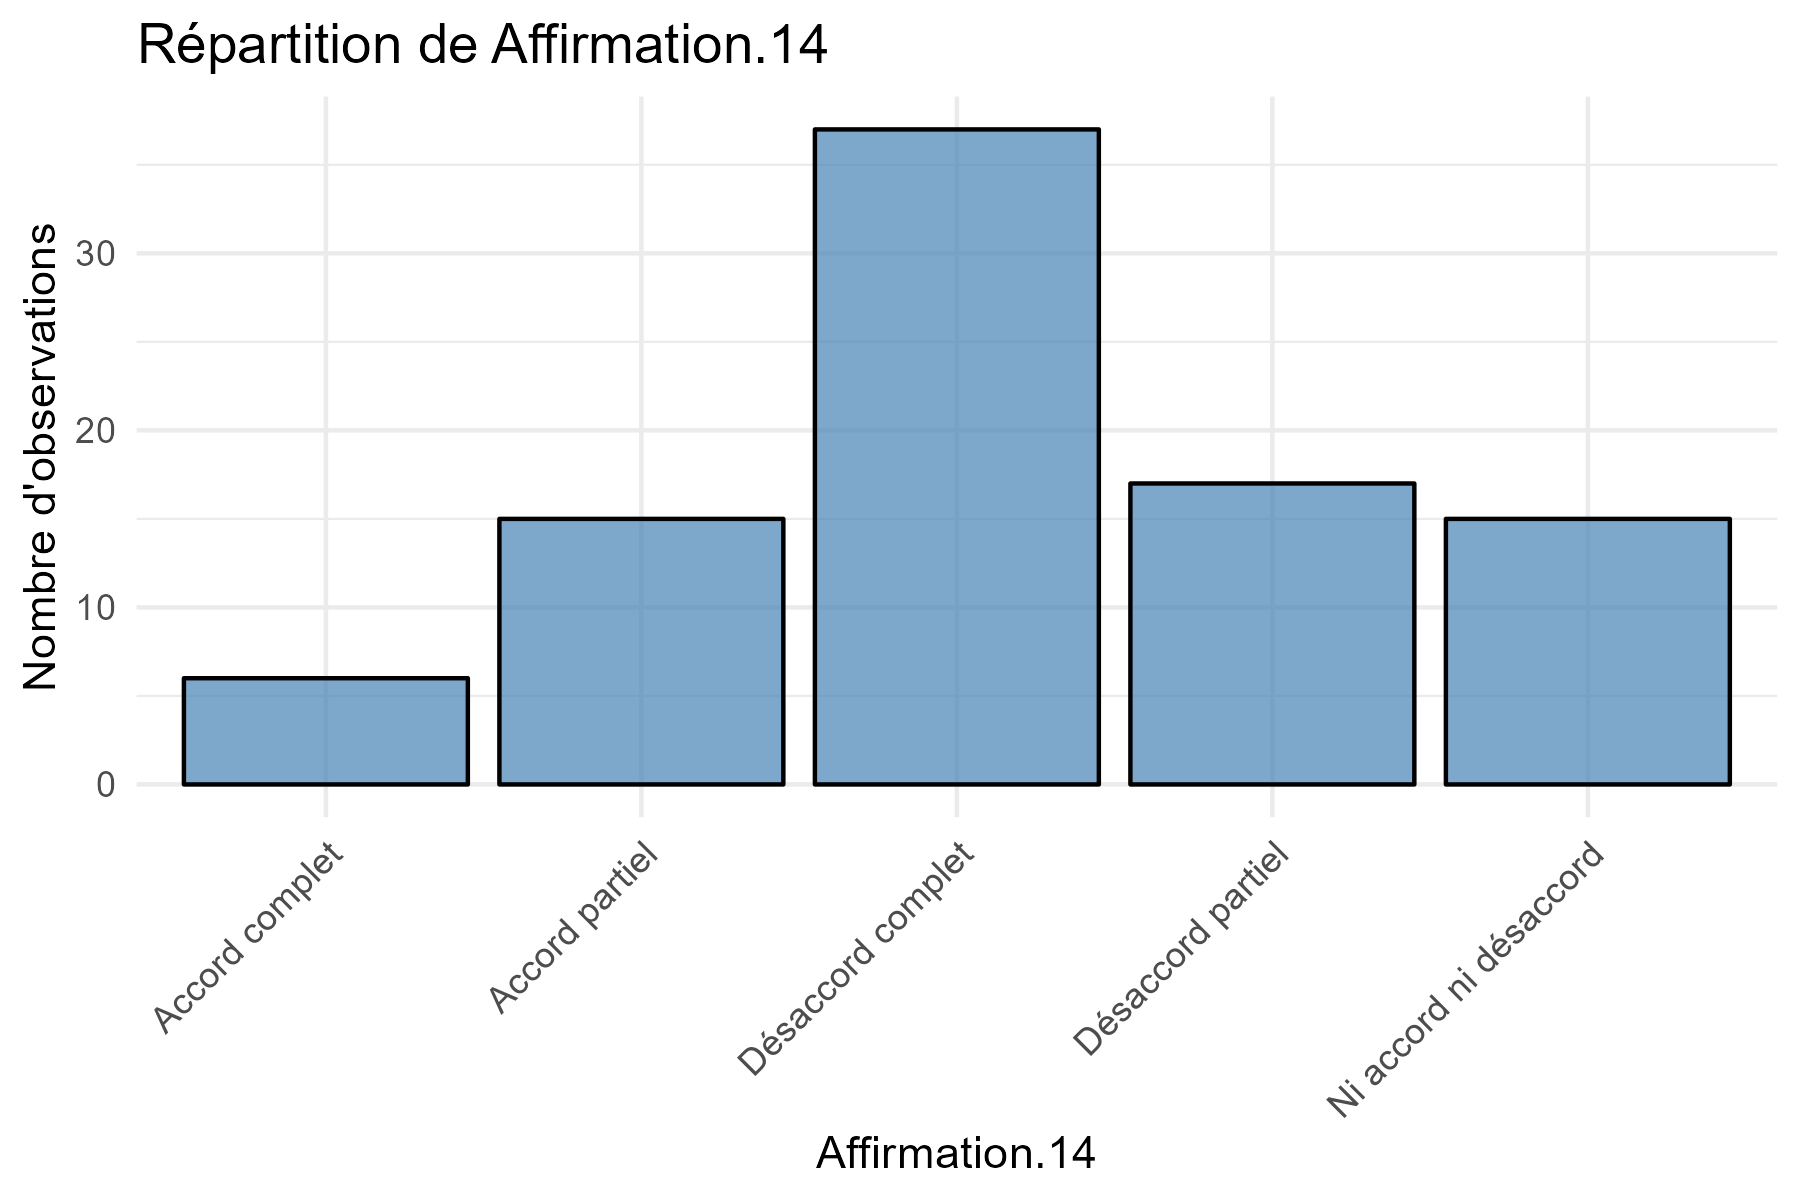 Répartition de Affirmation.14
Nombre d'observations
30
20
10
0
Accord complet
Accord partiel
Désaccord complet
Désaccord partiel
Ni accord ni désaccord
Affirmation.14